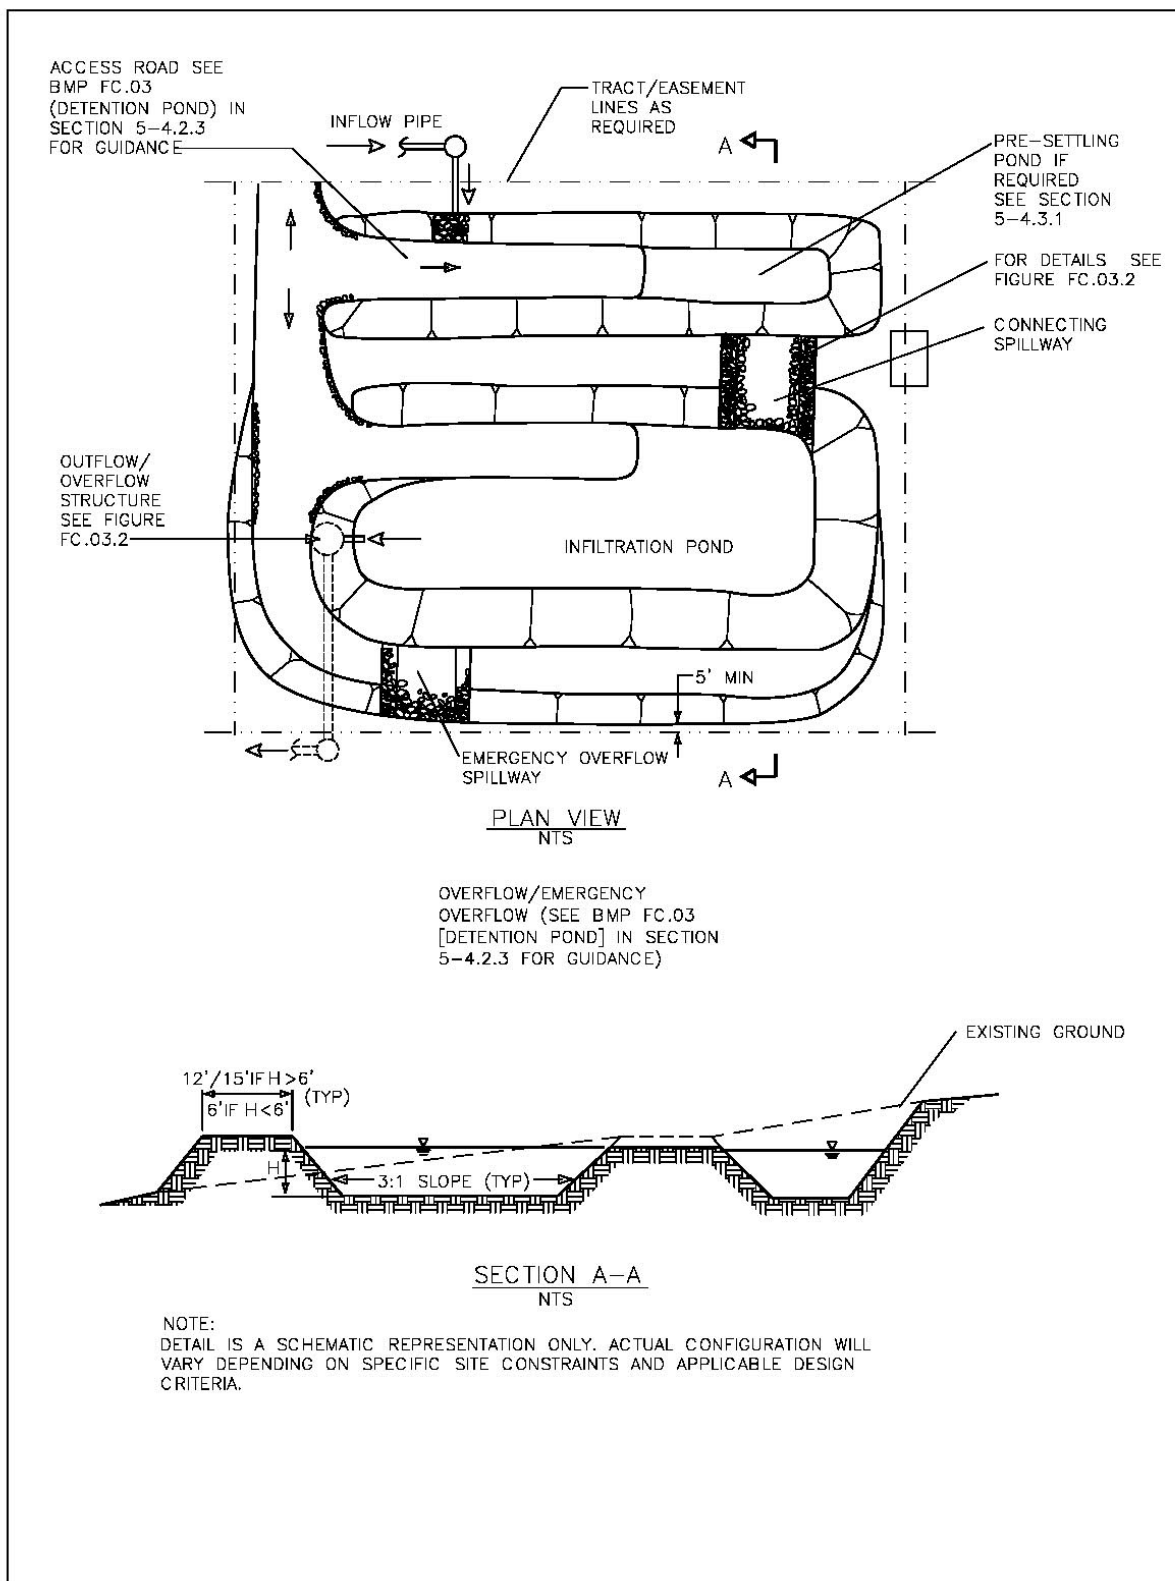 ACCESS ROAD SEE
BMP FC.03
(DETENTION POND) IN
SECTION 5-4.2.3
FOR GUIDANCE
INFLOW PIPE
TRACT/EASEMENT
LINES AS
REQUIRED
A
PRE-SETTLING
POND IF
REQUIRED
SEE SECTION
5-4.3.1
FOR DETAILS SEE
FIGURE FC.03.2
CONNECTING
SPILLWAY
OUTFLOW/
OVERFLOW
STRUCTURE
SEE FIGURE
FC.03.2
INFILTRATION POND
5' MIN
EMERGENCY OVERFLOW
SPILLWAY
A
PLAN VIEW
NTS
OVERFLOW/EMERGENCY
OVERFLOW (SEE BMP FC.03
[DETENTION POND] IN SECTION
5-4.2.3 FOR GUIDANCE)
EXISTING GROUND
12'/15'IF H>6'
(TYP)
6'IF H<6'
H
3:1 SLOPE (TYP)
SECTION A-A
NTS
NOTE:
DETAIL IS A SCHEMATIC REPRESENTATION ONLY. ACTUAL CONFIGURATION WILL
VARY DEPENDING ON SPECIFIC SITE CONSTRAINTS AND APPLICABLE DESIGN
CRITERIA.